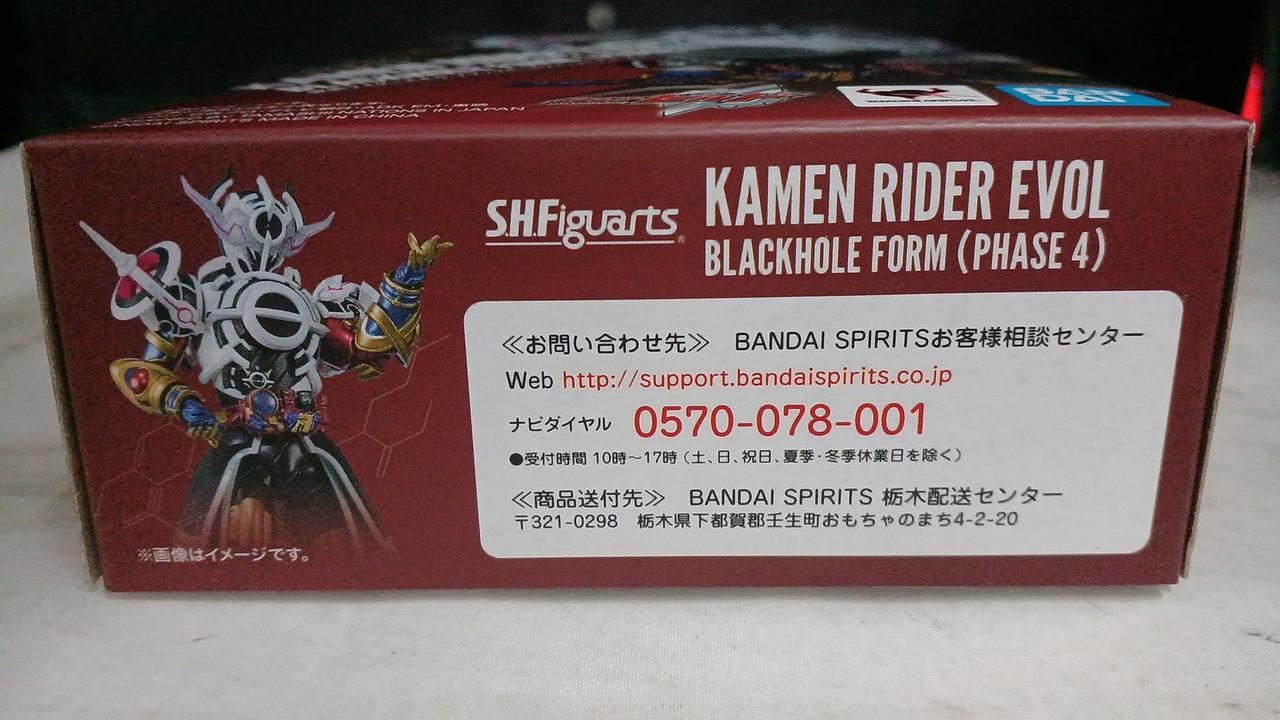 MADE IN CHINA
BAN
DAI
S.H.Figuarts
KAMEN RIDER EVOL
BLACKHOLE FORM (PHASE 4)
≪お問い合わせ先≫ BANDAI SPIRITSお客様相談センター
Web http://support.bandaispirits.co.jp
ナビダイヤル 0570-078-001
●受付時間 10時～17時（土、日、祝日、夏季・冬季休業日を除く）
≪商品送付先≫ BANDAI SPIRITS 栃木配送センター
〒321-0298 栃木県下都賀郡壬生町おもちゃのまち4-2-20
※画像はイメージです。